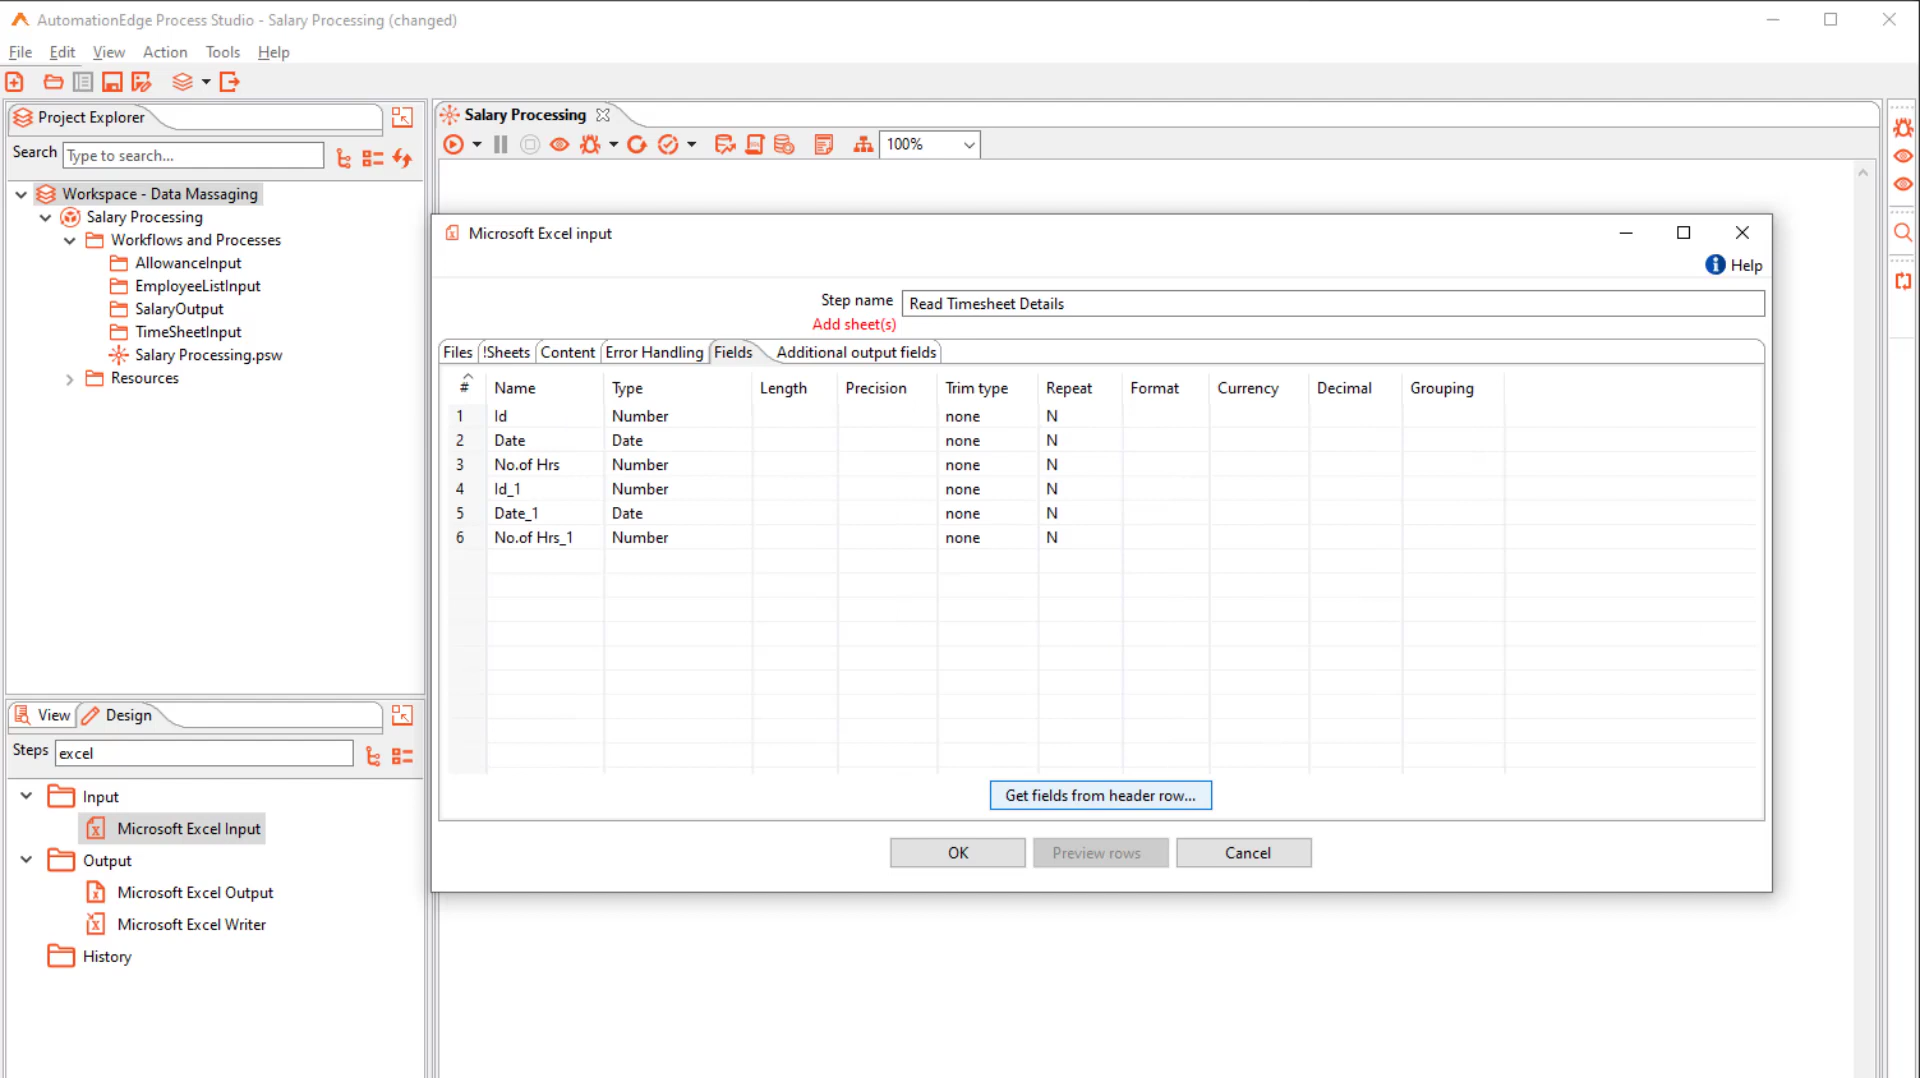 AutomationEdge Process Studio - Salary Processing (changed)
File Edit View Action Tools Help
Project Explorer
Search Type to search...
Workspace - Data Massaging
Salary Processing
Workflows and Processes
AllowanceInput
EmployeeListInput
SalaryOutput
TimeSheetInput
Salary Processing.psw
Resources
View Design
Steps excel
Input
Microsoft Excel Input
Output
Microsoft Excel Output
Microsoft Excel Writer
History
Salary Processing
100%
Microsoft Excel input
Help
Step name Read Timesheet Details
Add sheet(s)
Files !Sheets Content Error Handling Fields Additional output fields
# Name Type Length Precision Trim type Repeat Format Currency Decimal Grouping
1 Id Number none N
2 Date Date none N
3 No.of Hrs Number none N
4 Id_1 Number none N
5 Date_1 Date none N
6 No.of Hrs_1 Number none N
Get fields from header row...
OK Preview rows Cancel